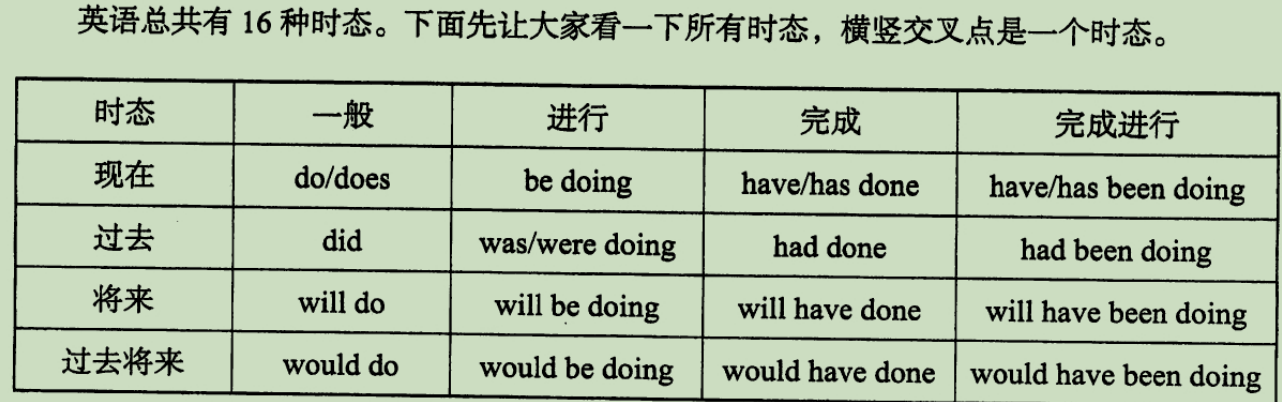 英语总共有 16 种时态。下面先让大家看一下所有时态，横竖交叉点是一个时态。
时态 一般 进行 完成 完成进行
现在 do/does be doing have/has done have/has been doing
过去 did was/were doing had done had been doing
将来 will do will be doing will have done will have been doing
过去将来 would do would be doing would have done would have been doing